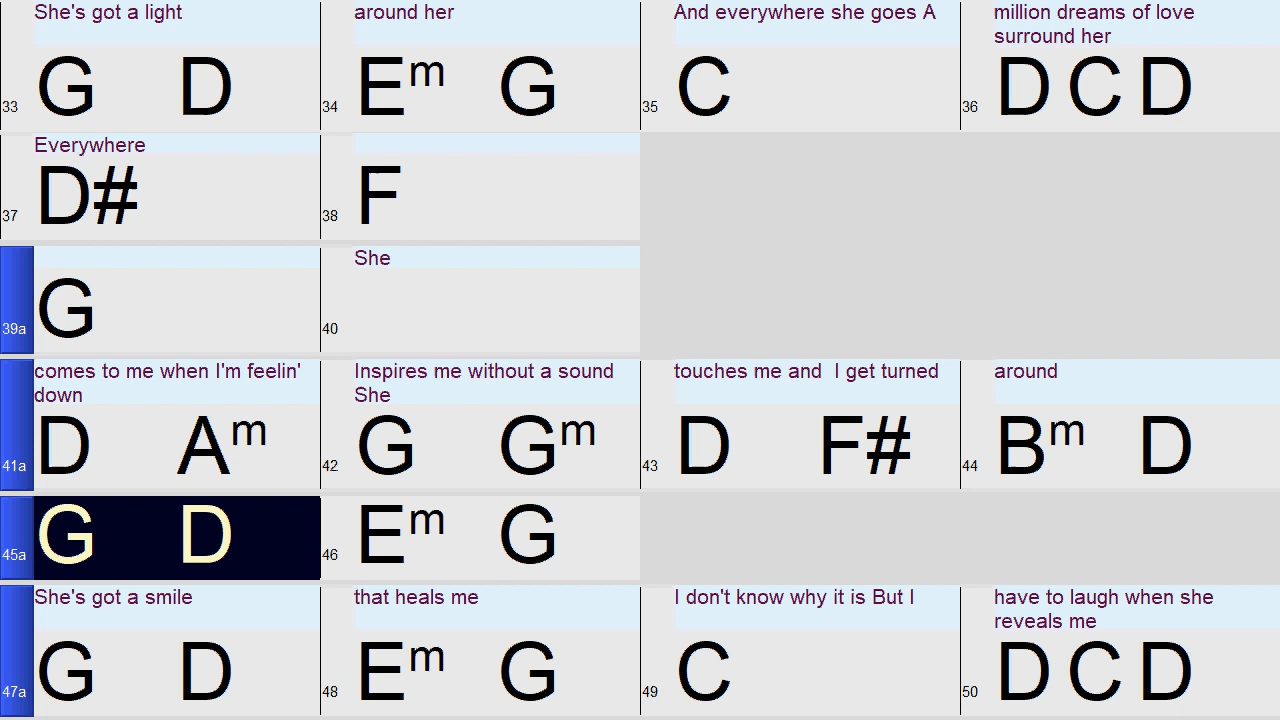 She's got a light around her And everywhere she goes A million dreams of love
surround her
33 G D 34 Em G 35 C 36 D C D
Everywhere
37 D# 38 F
She
39a G 40
comes to me when I'm feelin' Inspires me without a sound touches me and I get turned around
down She
41a D Am 42 G Gm 43 D F# 44 Bm D
45a G D 46 Em G
She's got a smile that heals me I don't know why it is But I have to laugh when she
reveals me
47a G D 48 Em G 49 C 50 D C D